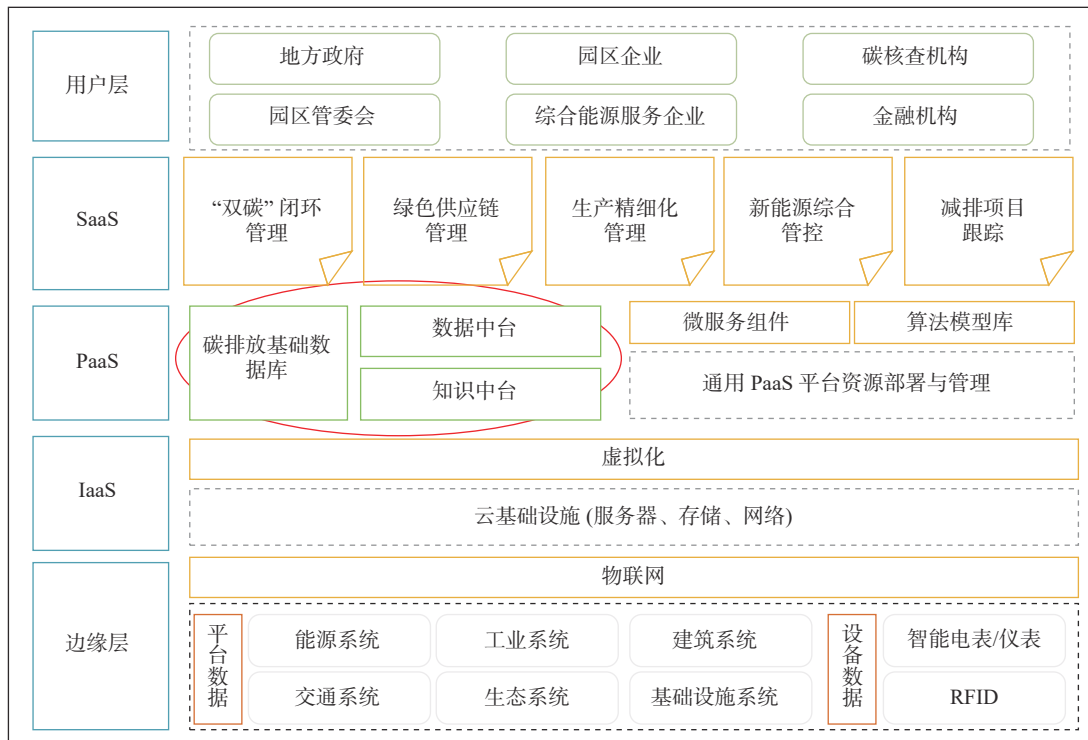 用户层
地方政府
园区企业
碳核查机构
园区管委会
综合能源服务企业
金融机构
SaaS
“双碳” 闭环
管理
绿色供应链
管理
生产精细化
管理
新能源综合
管控
减排项目
跟踪
PaaS
碳排放基础数
据库
数据中台
知识中台
微服务组件
算法模型库
通用 PaaS 平台资源部署与管理
IaaS
虚拟化
云基础设施 (服务器、存储、网络)
边缘层
物联网
平台数据
能源系统
工业系统
建筑系统
交通系统
生态系统
基础设施系统
设备数据
智能电表/仪表
RFID